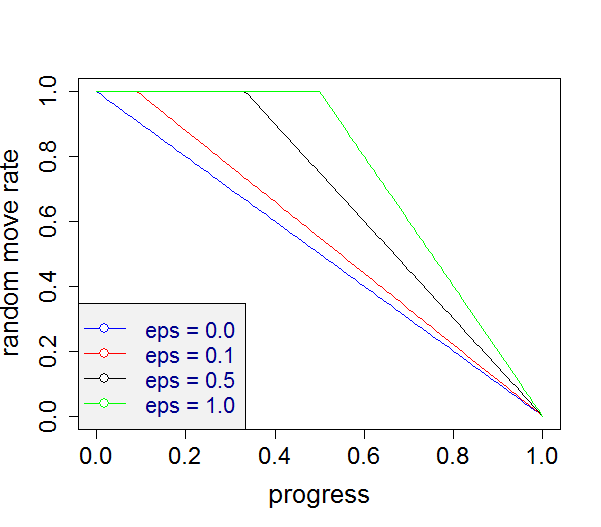 random move rate
1.0
0.8
0.6
0.4
0.2
0.0
eps = 0.0
eps = 0.1
eps = 0.5
eps = 1.0
0.0 0.2 0.4 0.6 0.8 1.0
progress